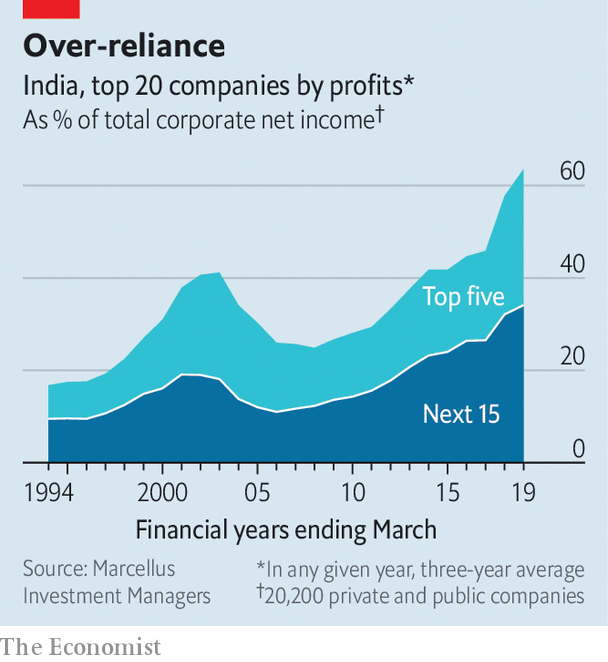 Over-reliance
India, top 20 companies by profits*
As % of total corporate net income†
60
40
Top five
20
Next 15
0
1994 2000 05 10 15 19
Financial years ending March
Source: Marcellus
Investment Managers
*In any given year, three-year average
†20,200 private and public companies
The Economist